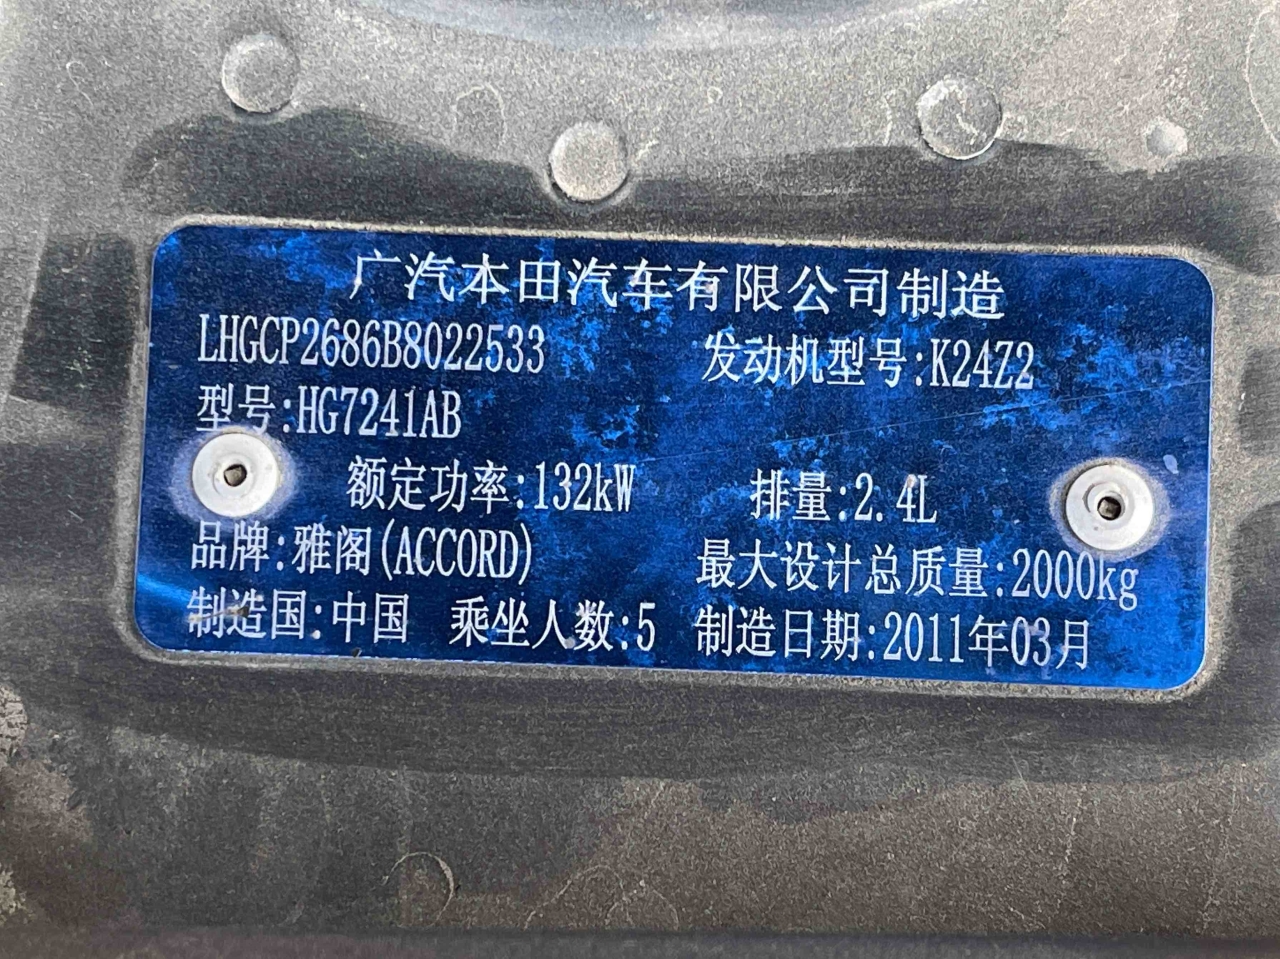 广汽本田汽车有限公司制造
LHGCP2686B8022533 发动机型号:K24Z2
型号:HG7241AB
额定功率:132kW 排量:2.4L
品牌:雅阁(ACCORD) 最大设计总质量:2000kg
制造国:中国 乘坐人数:5 制造日期:2011年03月